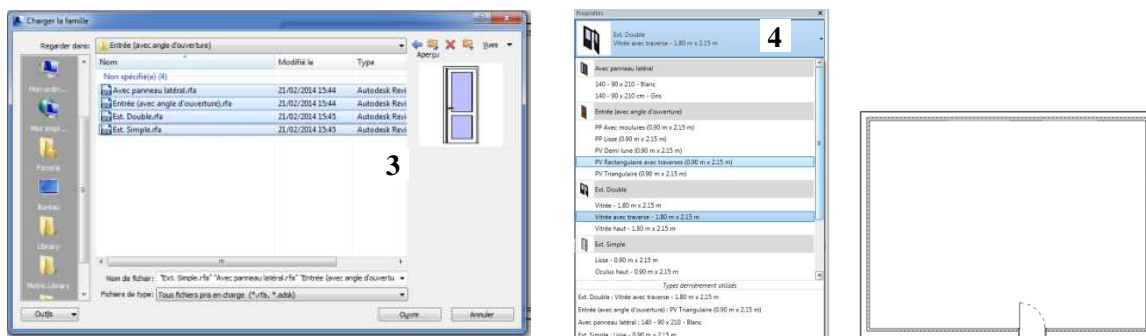 Charger la famille
Regarder dans: Entrée (avec angle d'ouverture)
Vues
Aperçu
Nom Modifié le Type
Non spécifié(e) (4)
Avec panneau latéral.rfa 21/02/2014 15:44 Autodesk Revi
Entrée (avec angle d'ouverture).rfa 21/02/2014 15:44 Autodesk Revi
Ext. Double.rfa 21/02/2014 15:45 Autodesk Revi
Ext. Simple.rfa 21/02/2014 15:45 Autodesk Revi
Favoris
Bureau
Library
Metric Library
3
Nom de fichier: "Ext. Simple.rfa" "Avec panneau latéral.rfa" "Entrée (avec angle d'ouvertu
Fichiers de type: Tous fichiers pris en charge (*.rfa, *.adsk)
Outils
Ouvrir
Annuler
Propriétés
Ext. Double
Vitrée avec traverse - 1.80 m x 2.15 m
4
Avec panneau latéral
140 - 90 x 210 - Blanc
140 - 90 x 210 cm - Gris
Entrée (avec angle d'ouverture)
PP Avec moulures (0.90 m x 2.15 m)
PP Lisse (0.90 m x 2.15 m)
PV Demi lune (0.90 m x 2.15 m)
PV Rectangulaire avec traverses (0.90 m x 2.15 m)
PV Triangulaire (0.90 m x 2.15 m)
Ext. Double
Vitrée - 1.80 m x 2.15 m
Vitrée avec traverse - 1.80 m x 2.15 m
Vitrée haut - 1.80 m x 2.15 m
Ext. Simple
Lisse - 0.90 m x 2.15 m
Oculus haut - 0.90 m x 2.15 m
Types dernièrement utilisés
Ext. Double : Vitrée avec traverse - 1.80 m x 2.15 m
Entrée (avec angle d'ouverture) : PV Triangulaire (0.90 m x 2.15 m)
Avec panneau latéral : 140 - 90 x 210 - Blanc
Ext. Simple : Lisse - 0.90 m x 2.15 m